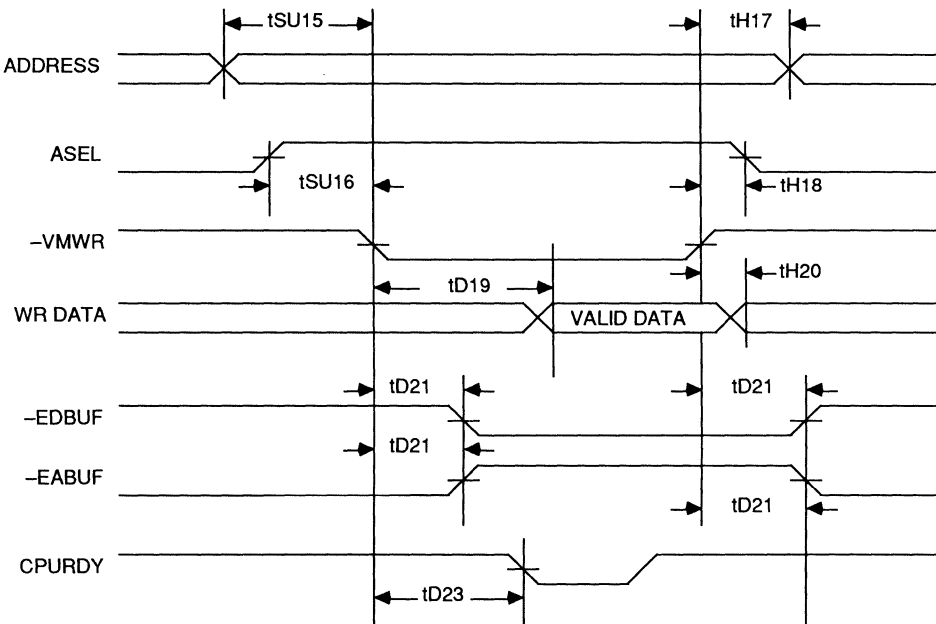 tSU15
tH17
ADDRESS
ASEL
tSU16
tH18
–VMWR
tH20
tD19
WR DATA
VALID DATA
tD21
tD21
–EDBUF
tD21
–EABUF
tD21
CPURDY
tD23